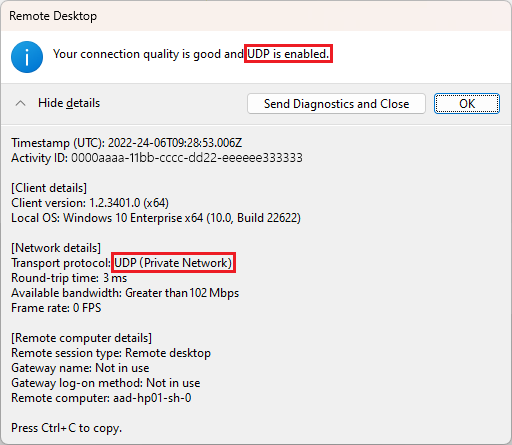 Remote Desktop
Your connection quality is good and UDP is enabled.
Hide details
Send Diagnostics and Close
OK
Timestamp (UTC): 2022-24-06T09:28:53.006Z
Activity ID: 0000aaaa-11bb-cccc-dd22-eeeeee333333
[Client details]
Client version: 1.2.3401.0 (x64)
Local OS: Windows 10 Enterprise x64 (10.0, Build 22622)
[Network details]
Transport protocol: UDP (Private Network)
Round-trip time: 3 ms
Available bandwidth: Greater than 102 Mbps
Frame rate: 0 FPS
[Remote computer details]
Remote session type: Remote desktop
Gateway name: Not in use
Gateway log-on method: Not in use
Remote computer: aad-hp01-sh-0
Press Ctrl+C to copy.